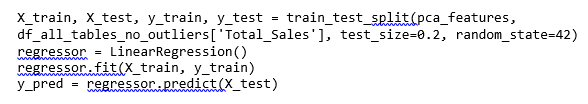 X_train, X_test, y_train, y_test = train_test_split(pca_features,
df_all_tables_no_outliers['Total_Sales'], test_size=0.2, random_state=42)
regressor = LinearRegression()
regressor.fit(X_train, y_train)
y_pred = regressor.predict(X_test)